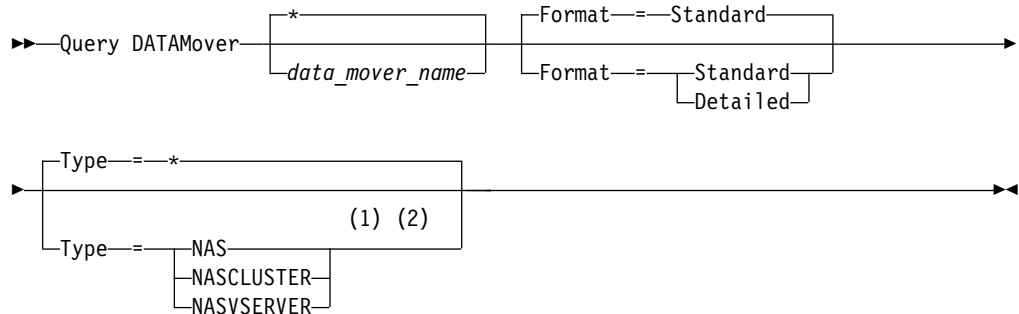 *
Format = Standard
Query DATAMover
data_mover_name
Format = Standard
Detailed
Type = *
(1) (2)
Type = NAS
NASCLUSTER
NASVSERVER